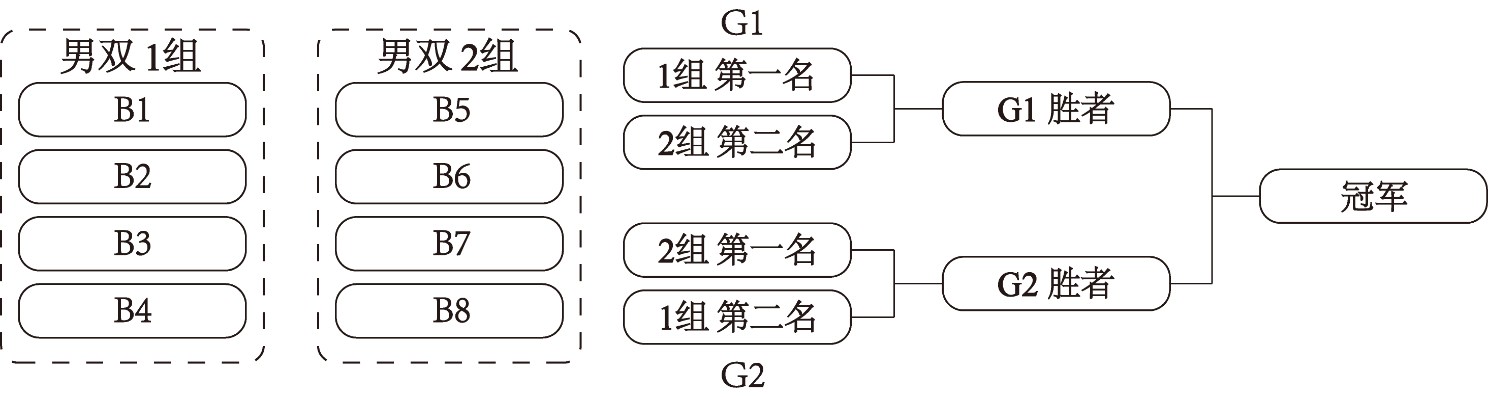 男双 1组
B1
B2
B3
B4
男双 2组
B5
B6
B7
B8
G1
1组 第一名
2组 第二名
2组 第一名
1组 第二名
G2
G1 胜者
G2 胜者
冠军